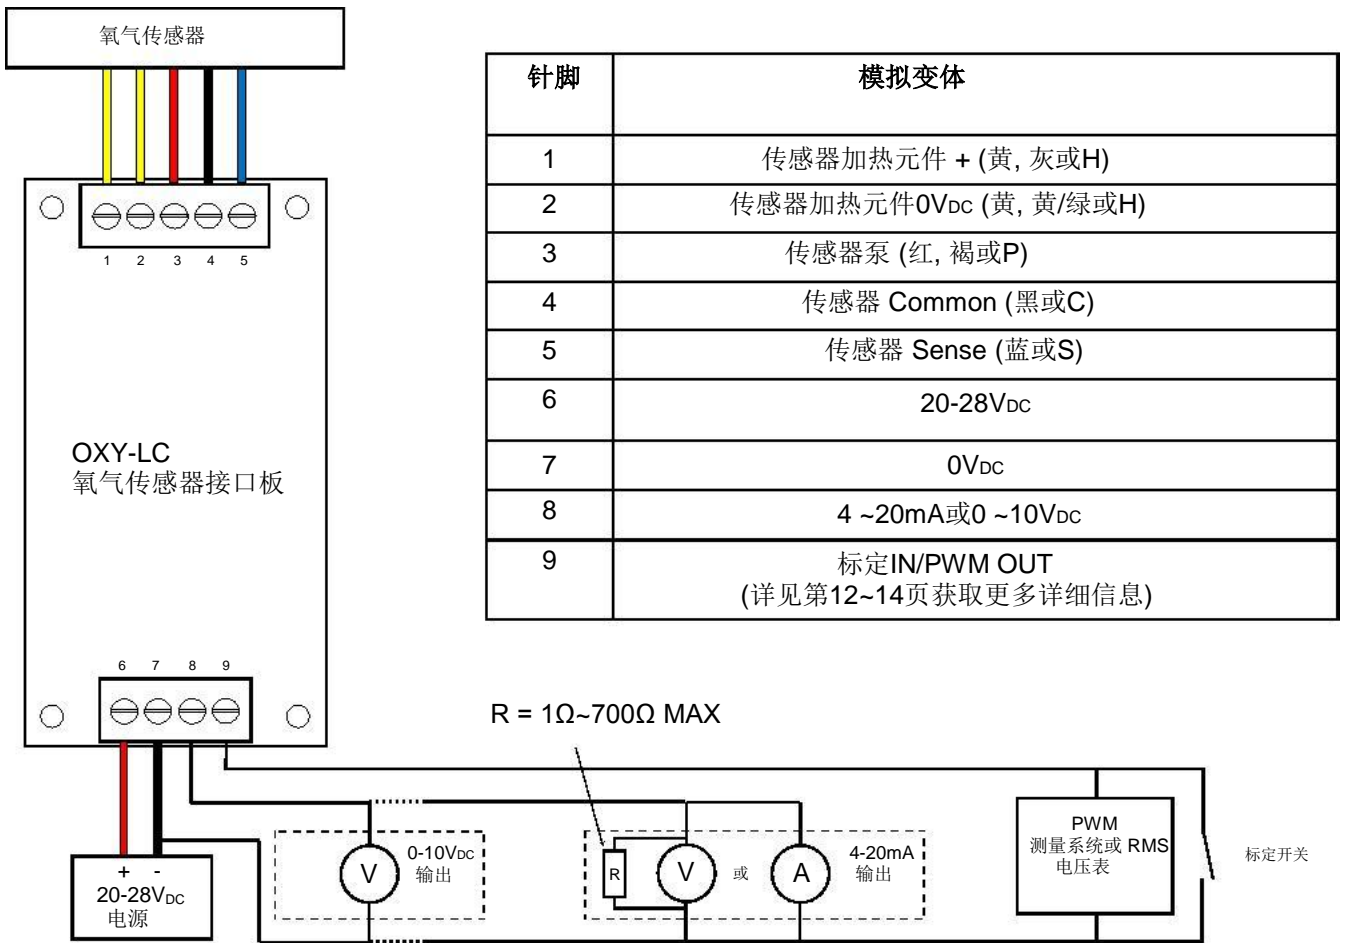 氧气传感器
1 2 3 4 5
OXY-LC
氧气传感器接口板
6 7 8 9
针脚 模拟变体
1 传感器加热元件 + (黄, 灰或H)
2 传感器加热元件0VDC (黄, 黄/绿或H)
3 传感器泵 (红, 褐或P)
4 传感器 Common (黑或C)
5 传感器 Sense (蓝或S)
6 20-28VDC
7 0VDC
8 4 ~20mA或0 ~10VDC
9 标定IN/PWM OUT
(详见第12~14页获取更多详细信息)
R = 1Ω~700Ω MAX
+ -
20-28VDC
电源
V
0-10VDC
输出
R
V
或
A
4-20mA
输出
PWM
测量系统或 RMS
电压表
标定开关